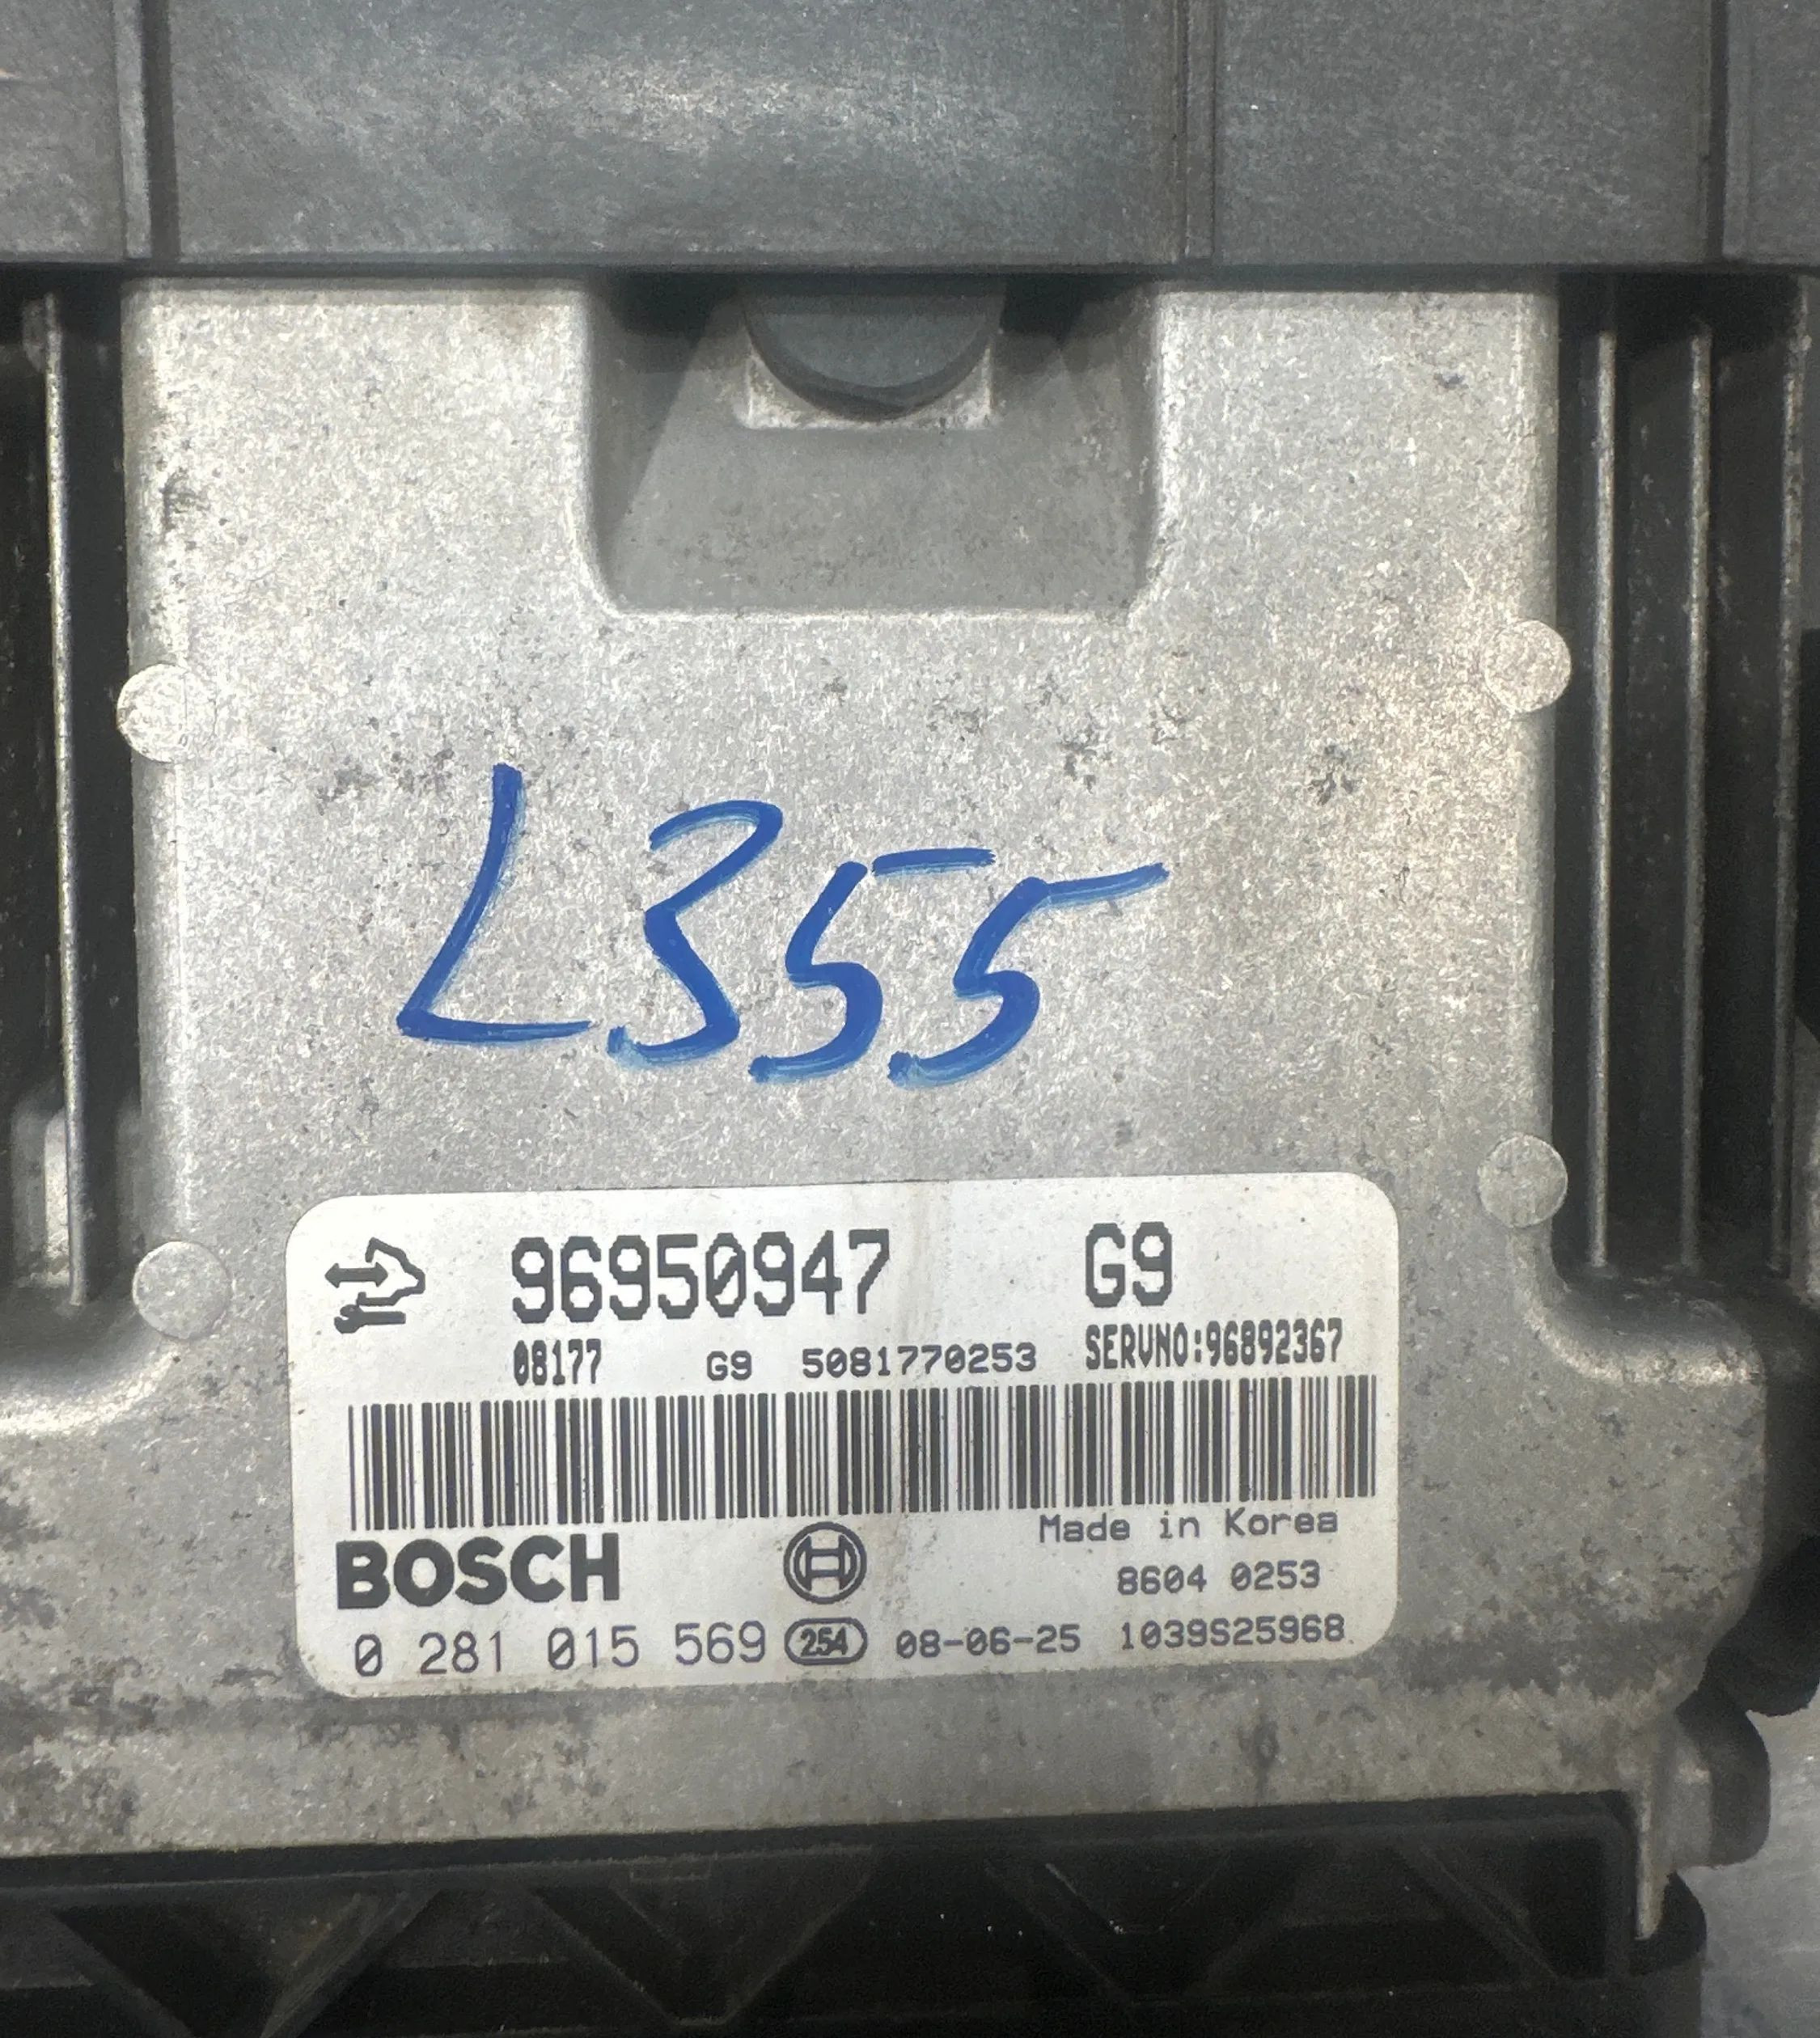 L355
96950947 G9
08177 G9 5081770253 SERVNO:96892367
Made in Korea
BOSCH
8604 0253
0 281 015 569 254 08-06-25 1039S25968